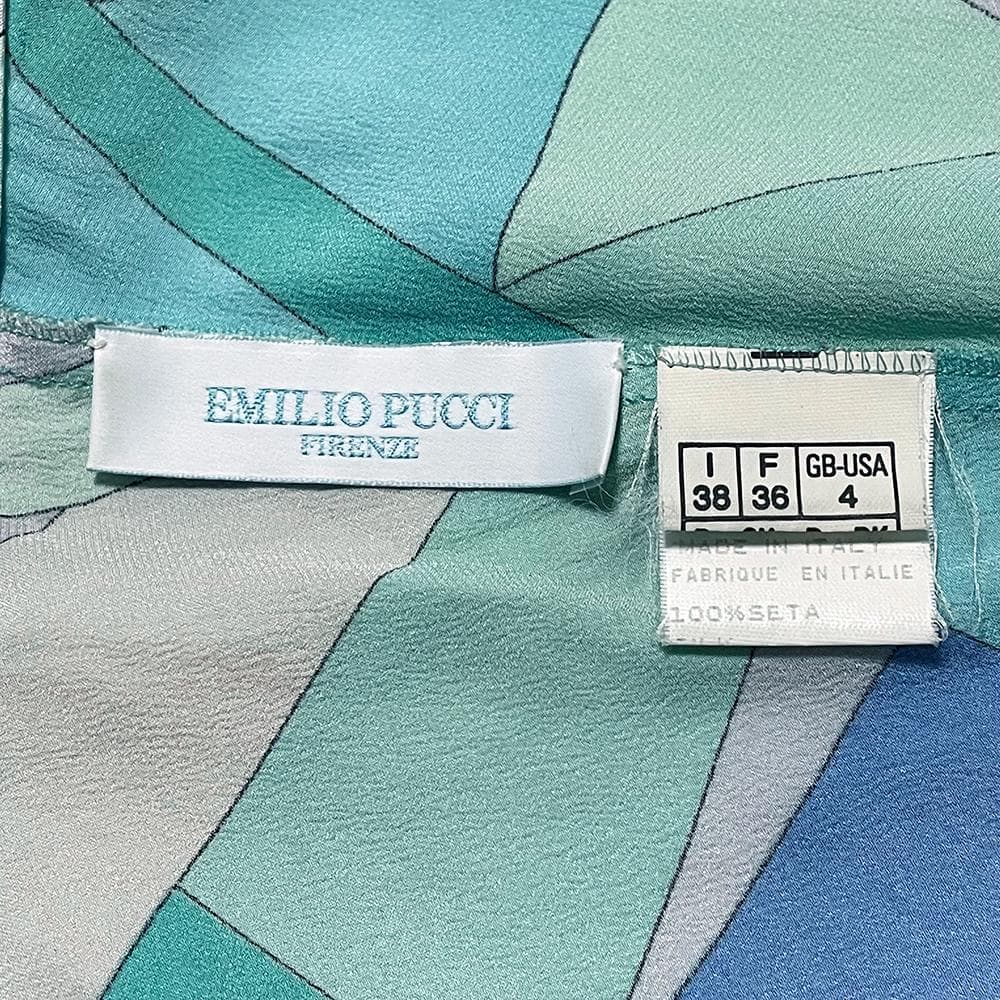 EMILIO PUCCI
FIRENZE
I F GB-USA
38 36 4
MADE IN ITALY
FABRIQUE EN ITALIE
100%SETA